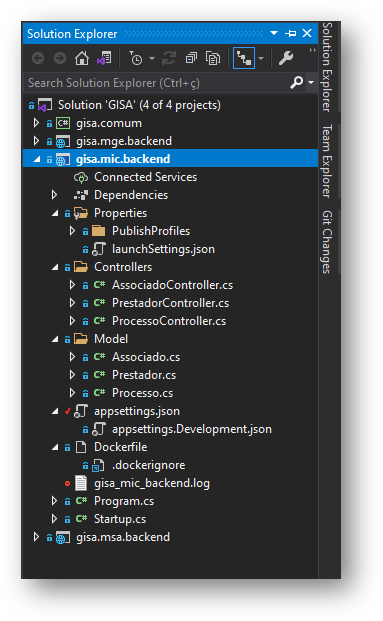 Solution Explorer
Search Solution Explorer (Ctrl+ç)
Solution 'GISA' (4 of 4 projects)
C# gisa.comum
gisa.mge.backend
gisa.mic.backend
Connected Services
Dependencies
Properties
PublishProfiles
launchSettings.json
Controllers
C# AssociadoController.cs
C# PrestadorController.cs
C# ProcessoController.cs
Model
C# Associado.cs
C# Prestador.cs
C# Processo.cs
appsettings.json
appsettings.Development.json
Dockerfile
.dockerignore
gisa_mic_backend.log
C# Program.cs
C# Startup.cs
gisa.msa.backend
Solution Explorer
Team Explorer
Git Changes